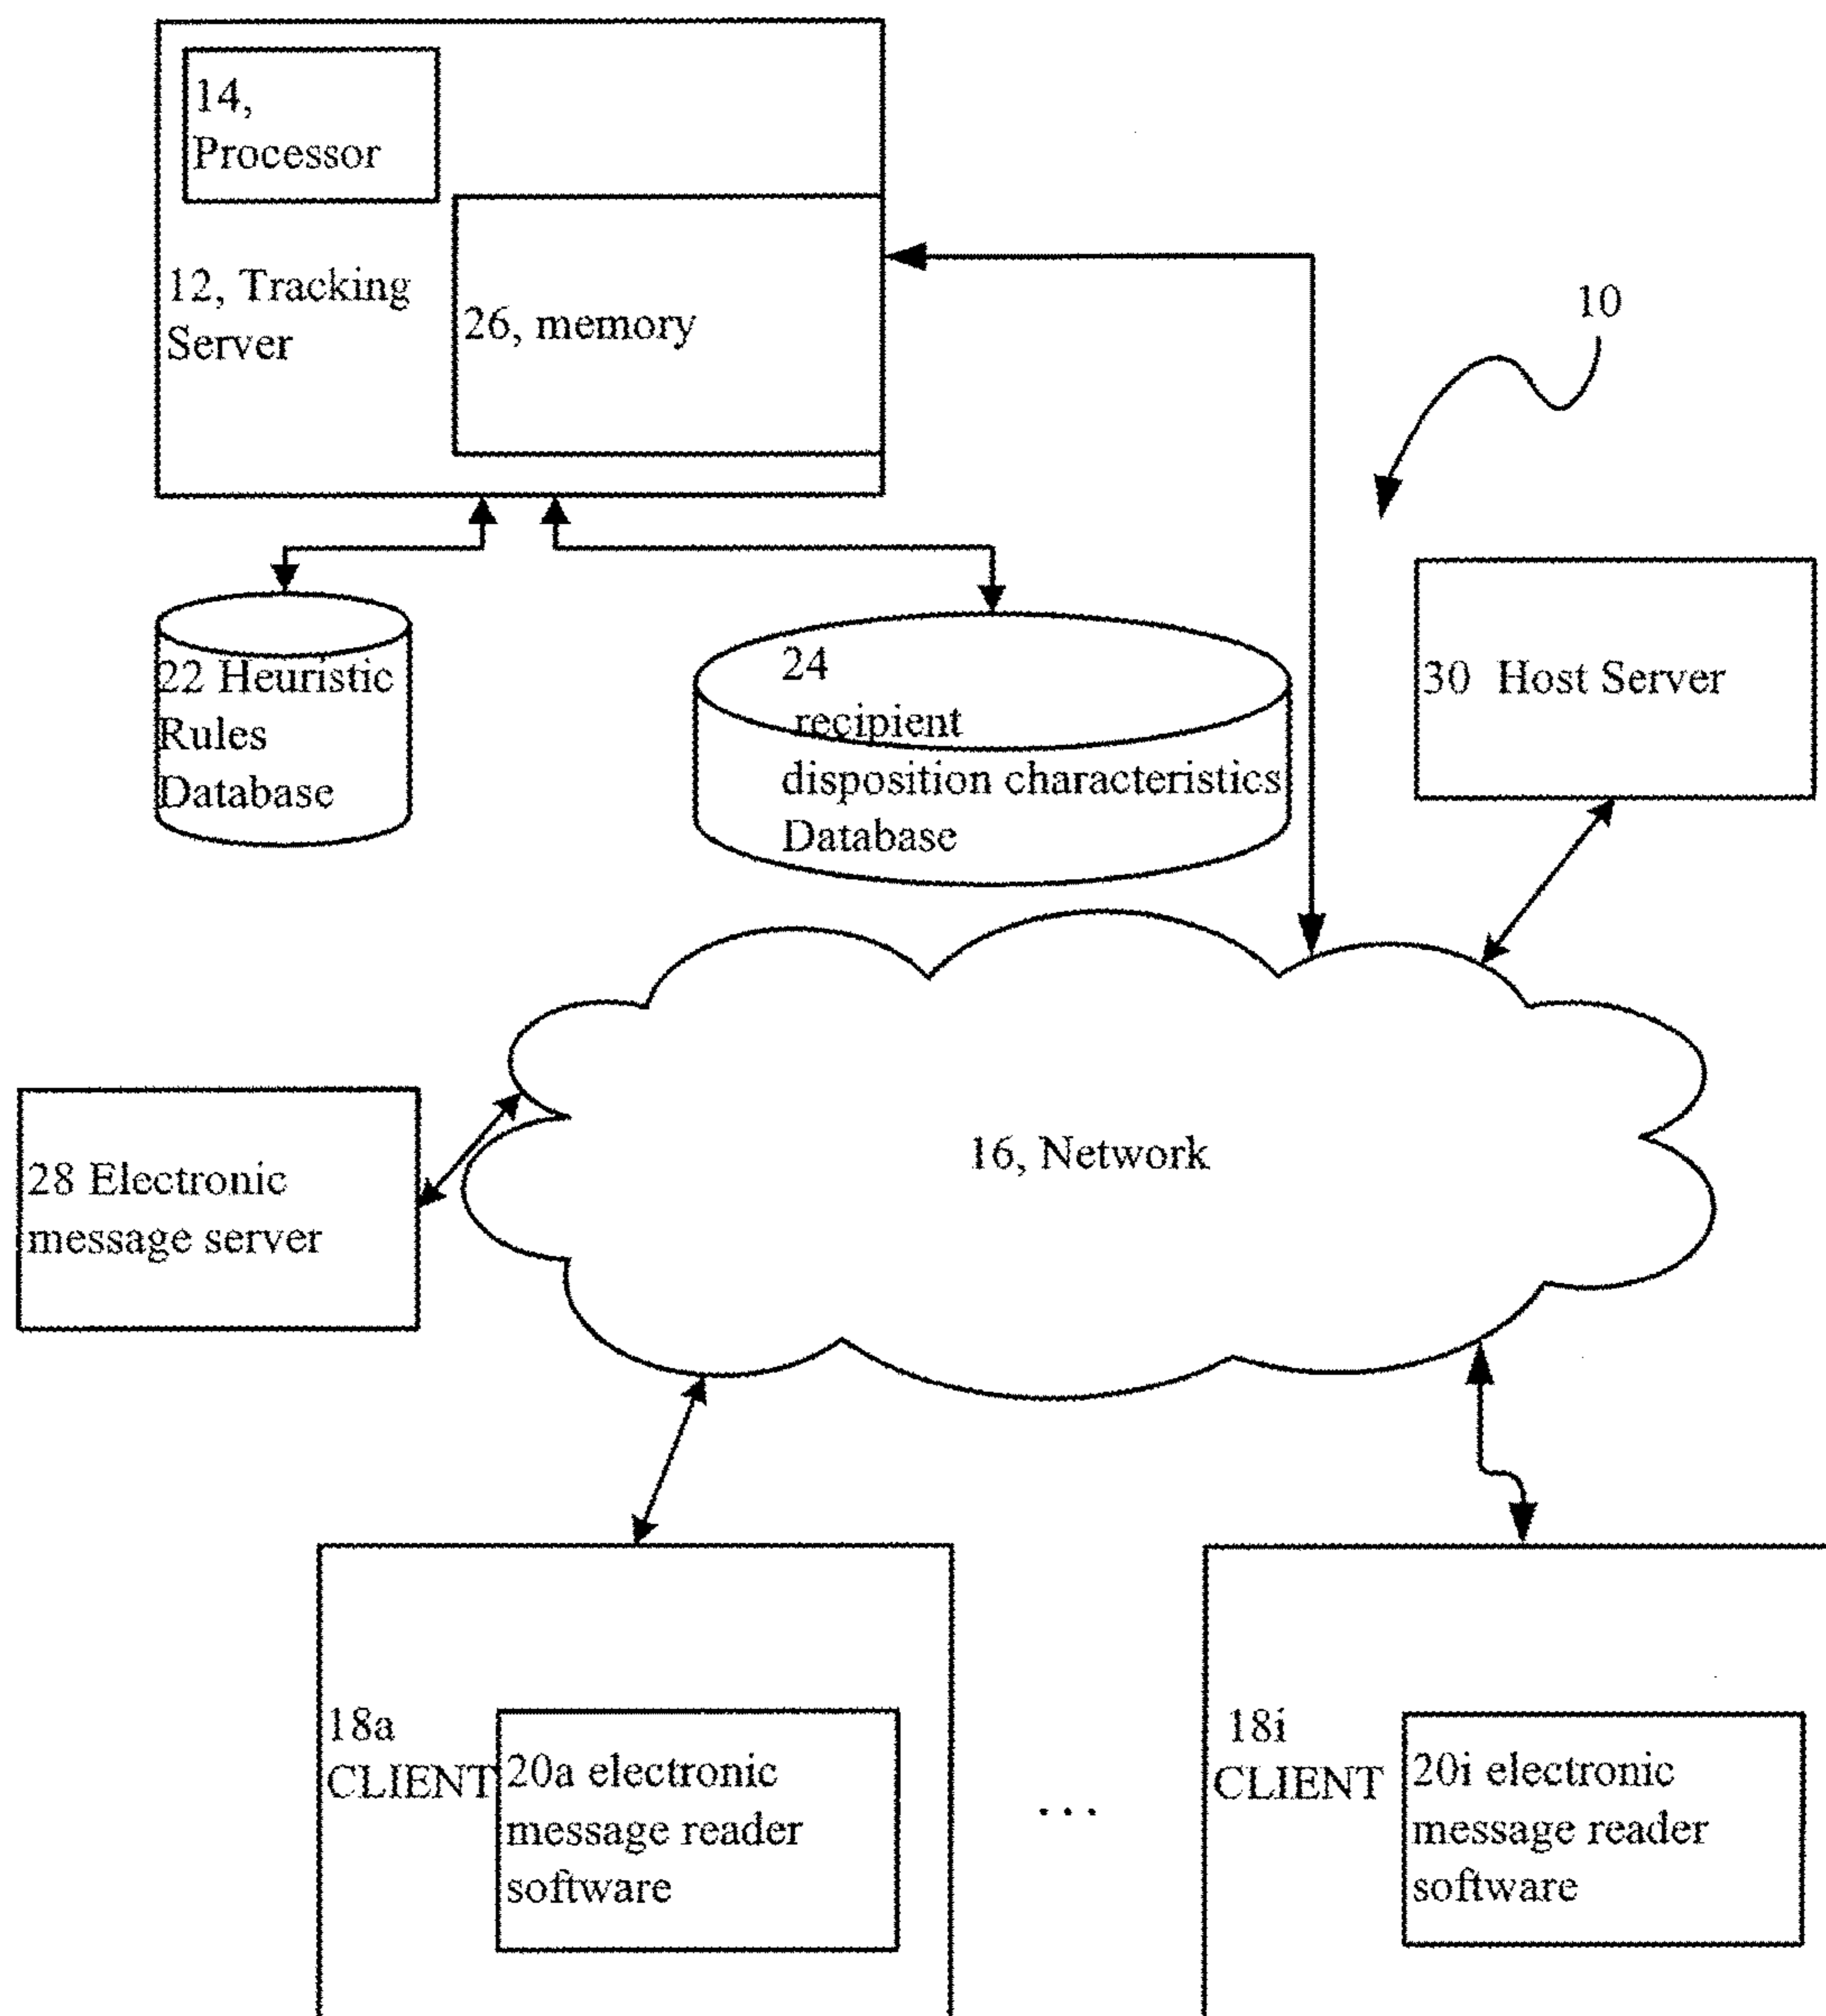 14,
Processor
12, Tracking
Server
26, memory
10
22 Heuristic
Rules
Database
24
recipient
disposition characteristics
Database
30 Host Server
16, Network
28 Electronic
message server
18a
CLIENT
20a electronic
message reader
software
...
18i
CLIENT
20i electronic
message reader
software